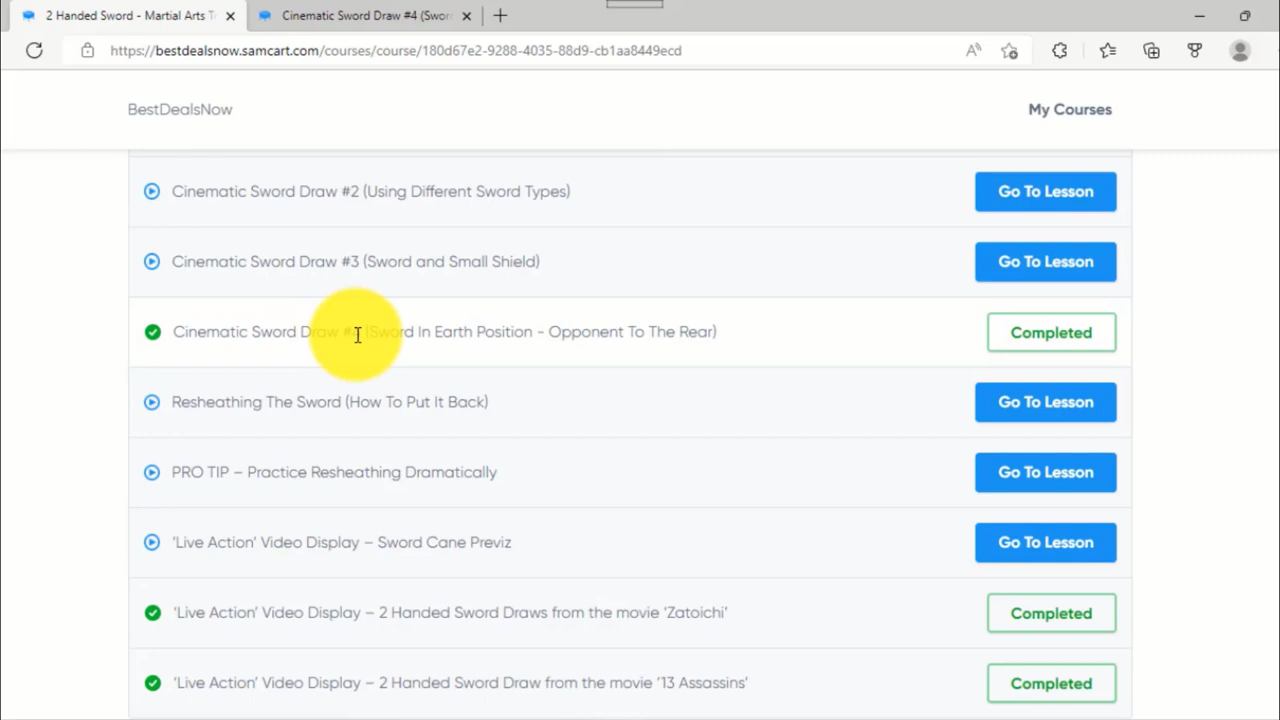 2 Handed Sword - Martial Arts T
Cinematic Sword Draw #4 (Swor
https://bestdealsnow.samcart.com/courses/course/180d67e2-9288-4035-88d9-cb1aa8449ecd
BestDealsNow
My Courses
Cinematic Sword Draw #2 (Using Different Sword Types)
Go To Lesson
Cinematic Sword Draw #3 (Sword and Small Shield)
Go To Lesson
Cinematic Sword Draw #4 (Sword In Earth Position - Opponent To The Rear)
Completed
Resheathing The Sword (How To Put It Back)
Go To Lesson
PRO TIP – Practice Resheathing Dramatically
Go To Lesson
‘Live Action’ Video Display – Sword Cane Previz
Go To Lesson
‘Live Action’ Video Display – 2 Handed Sword Draws from the movie ‘Zatoichi’
Completed
‘Live Action’ Video Display – 2 Handed Sword Draw from the movie ‘13 Assassins’
Completed